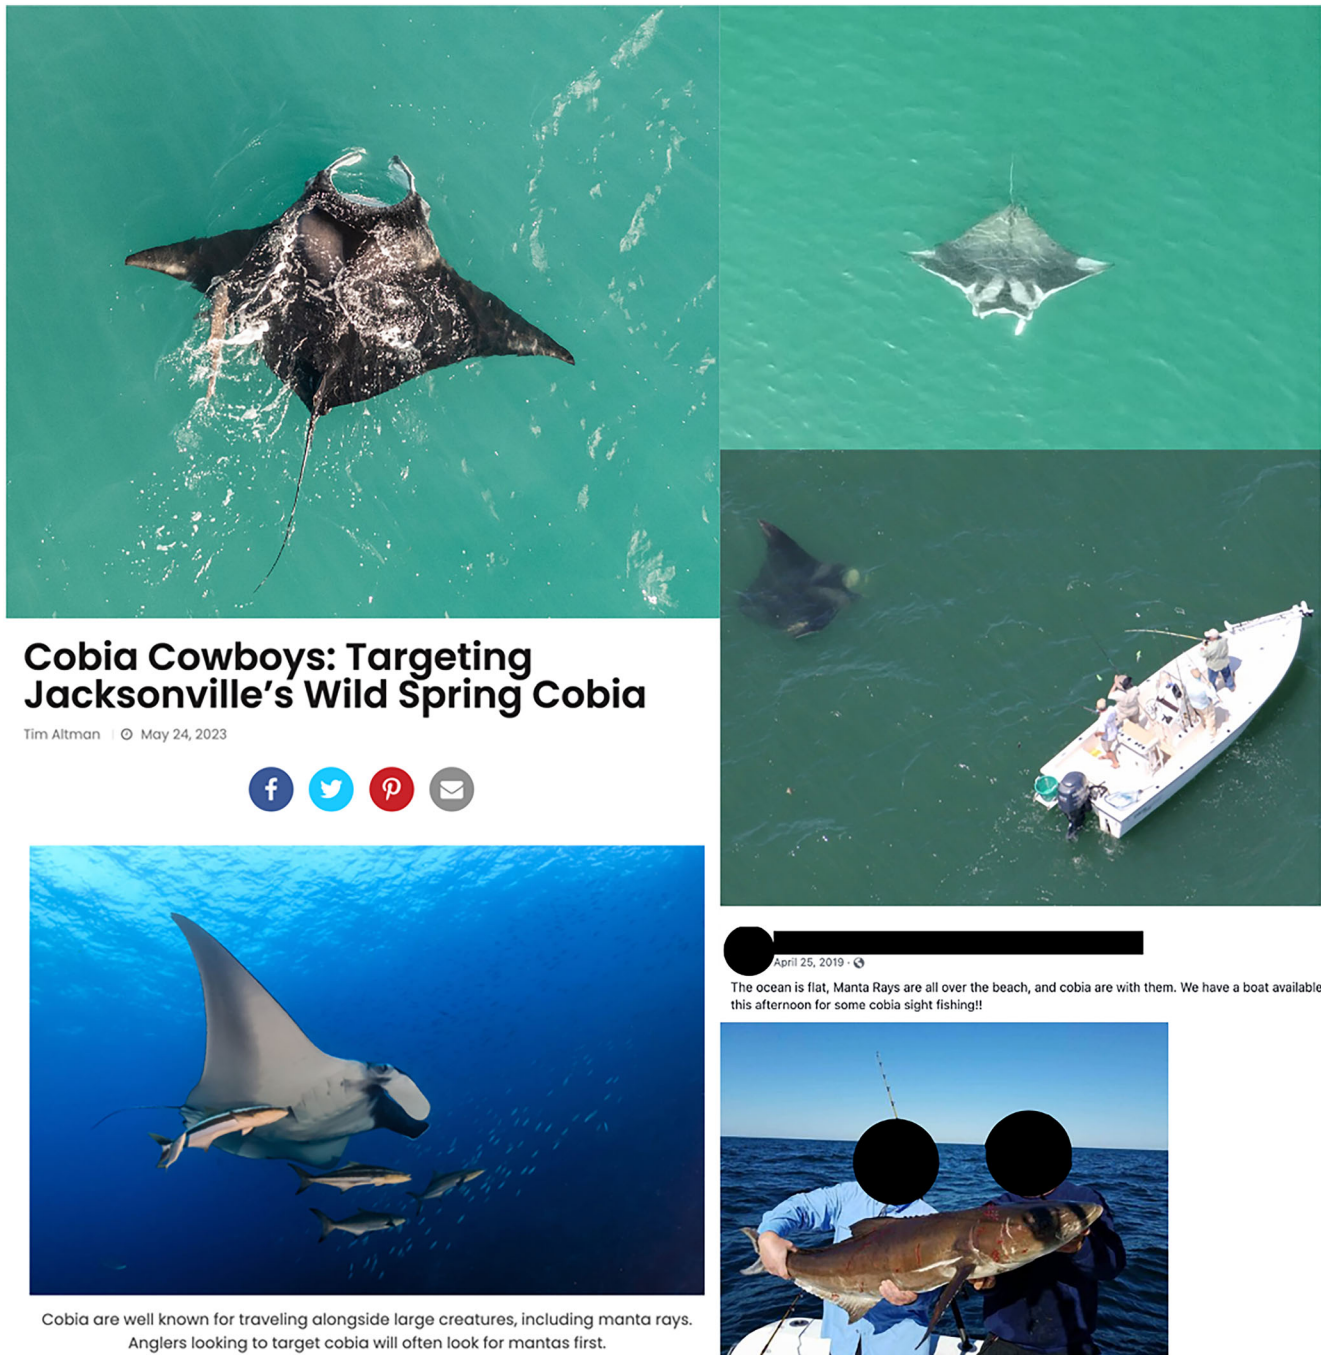 Cobia Cowboys: Targeting
Jacksonville's Wild Spring Cobia
Tim Altman May 24, 2023
Cobia are well known for traveling alongside large creatures, including manta rays.
Anglers looking to target cobia will often look for mantas first.
April 25, 2019 ·
The ocean is flat, Manta Rays are all over the beach, and cobia are with them. We have a boat available
this afternoon for some cobia sight fishing!!